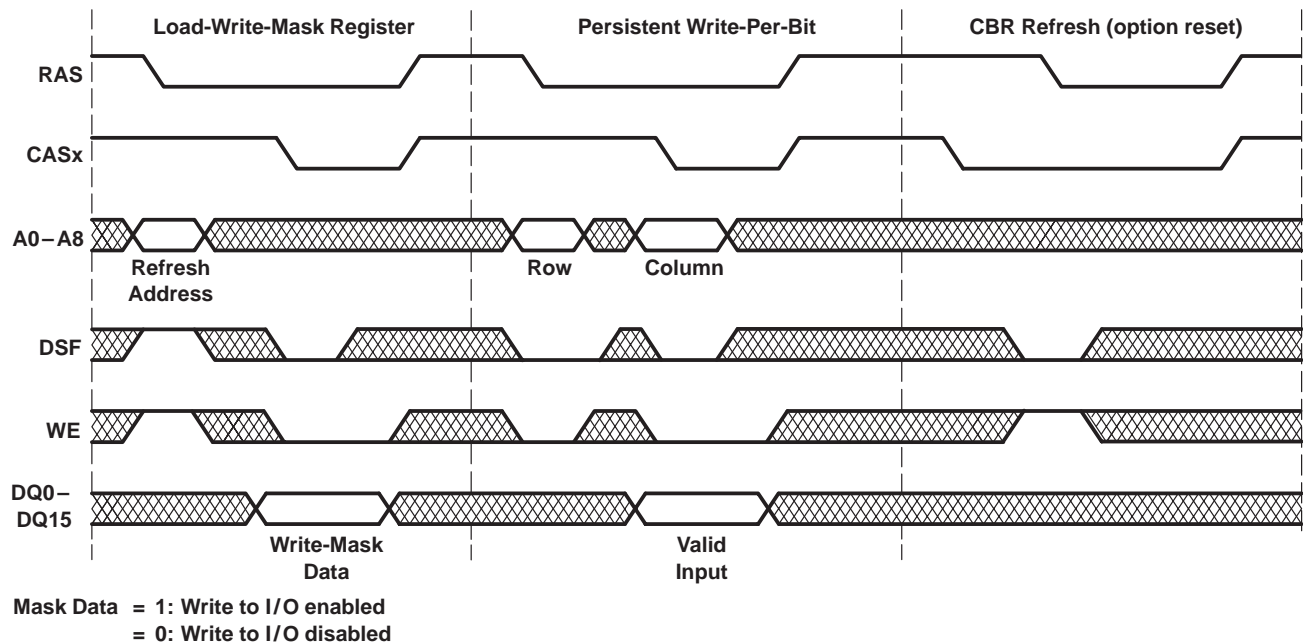 Load-Write-Mask Register
Persistent Write-Per-Bit
CBR Refresh (option reset)
RAS
CASx
A0–A8
Refresh
Address
Row
Column
DSF
WE
DQ0–
DQ15
Write-Mask
Data
Valid
Input
Mask Data = 1: Write to I/O enabled
= 0: Write to I/O disabled